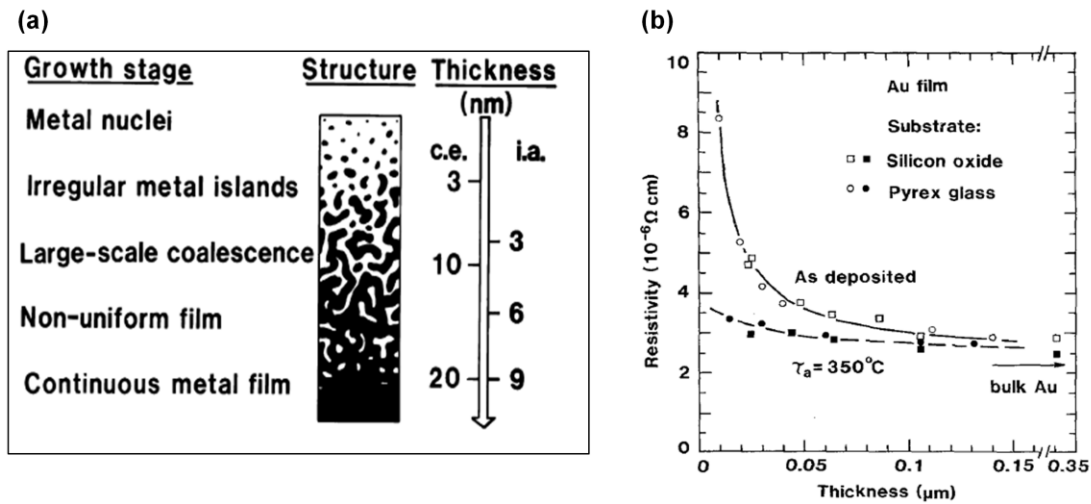 (a)
Growth stage Structure Thickness
(nm)
Metal nuclei
c.e. i.a.
Irregular metal islands 3
Large-scale coalescence 3
10
Non-uniform film 6
Continuous metal film 20 9
(b)
10
8
6
4
2
0
Resistivity (10⁻⁶Ω cm)
Au film
Substrate:
□ ■ Silicon oxide
○ ● Pyrex glass
As deposited
τa = 350°C
bulk Au
0 0.05 0.1 0.15 0.35
Thickness (μm)